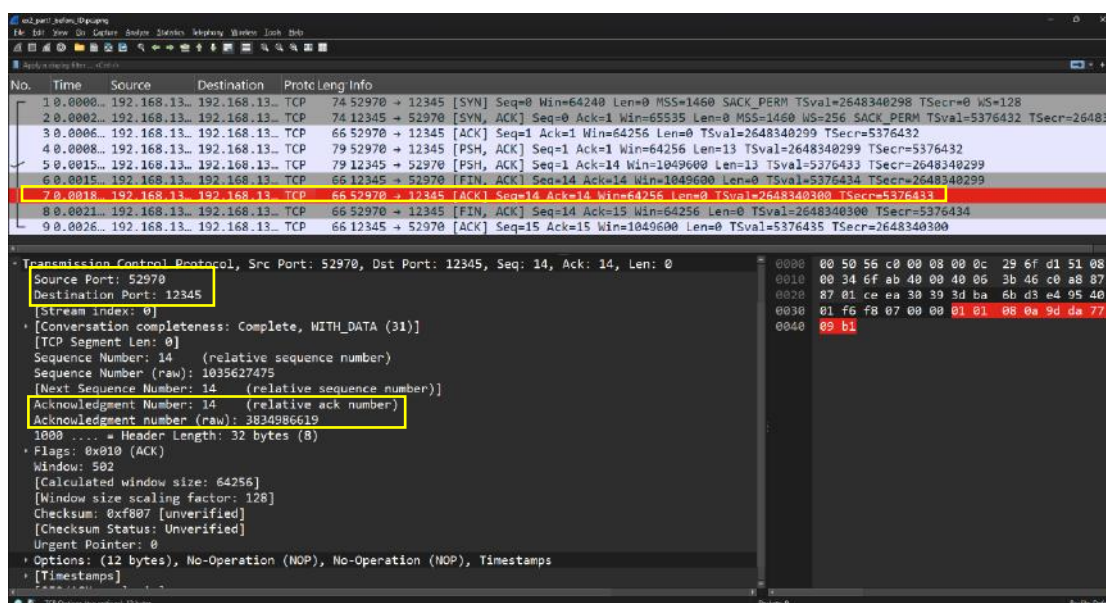 ex2_part1_before_ID.pcapng
File Edit View Go Capture Analyze Statistics Telephony Wireless Tools Help
Apply a display filter ... <Ctrl-/>
No. Time Source Destination Protc Leng Info
1 0.0000… 192.168.13… 192.168.13… TCP 74 52970 → 12345 [SYN] Seq=0 Win=64240 Len=0 MSS=1460 SACK_PERM TSval=2648340298 TSecr=0 WS=128
2 0.0002… 192.168.13… 192.168.13… TCP 74 12345 → 52970 [SYN, ACK] Seq=0 Ack=1 Win=65535 Len=0 MSS=1460 WS=256 SACK_PERM TSval=5376432 TSecr=26483
3 0.0006… 192.168.13… 192.168.13… TCP 66 52970 → 12345 [ACK] Seq=1 Ack=1 Win=64256 Len=0 TSval=2648340299 TSecr=5376432
4 0.0008… 192.168.13… 192.168.13… TCP 79 52970 → 12345 [PSH, ACK] Seq=1 Ack=1 Win=64256 Len=13 TSval=2648340299 TSecr=5376432
5 0.0015… 192.168.13… 192.168.13… TCP 79 12345 → 52970 [PSH, ACK] Seq=1 Ack=14 Win=1049600 Len=13 TSval=5376433 TSecr=2648340299
6 0.0015… 192.168.13… 192.168.13… TCP 66 12345 → 52970 [FIN, ACK] Seq=14 Ack=14 Win=1049600 Len=0 TSval=5376434 TSecr=2648340299
7 0.0018… 192.168.13… 192.168.13… TCP 66 52970 → 12345 [ACK] Seq=14 Ack=14 Win=64256 Len=0 TSval=2648340300 TSecr=5376433
8 0.0021… 192.168.13… 192.168.13… TCP 66 52970 → 12345 [FIN, ACK] Seq=14 Ack=15 Win=64256 Len=0 TSval=2648340300 TSecr=5376434
9 0.0026… 192.168.13… 192.168.13… TCP 66 12345 → 52970 [ACK] Seq=15 Ack=15 Win=1049600 Len=0 TSval=5376435 TSecr=2648340300
Transmission Control Protocol, Src Port: 52970, Dst Port: 12345, Seq: 14, Ack: 14, Len: 0
Source Port: 52970
Destination Port: 12345
[Stream index: 0]
[Conversation completeness: Complete, WITH_DATA (31)]
[TCP Segment Len: 0]
Sequence Number: 14 (relative sequence number)
Sequence Number (raw): 1035627475
[Next Sequence Number: 14 (relative sequence number)]
Acknowledgment Number: 14 (relative ack number)
Acknowledgment number (raw): 3834986619
1000 .... = Header Length: 32 bytes (8)
Flags: 0x010 (ACK)
Window: 502
[Calculated window size: 64256]
[Window size scaling factor: 128]
Checksum: 0xf807 [unverified]
[Checksum Status: Unverified]
Urgent Pointer: 0
Options: (12 bytes), No-Operation (NOP), No-Operation (NOP), Timestamps
[Timestamps]
0000 00 50 56 c0 00 08 00 0c 29 6f d1 51 08
0010 00 34 6f ab 40 00 40 06 3b 46 c0 a8 87
0020 87 01 ce ea 30 39 3d ba 6b d3 e4 95 40
0030 01 f6 f8 07 00 00 01 01 08 0a 9d da 77
0040 09 b1